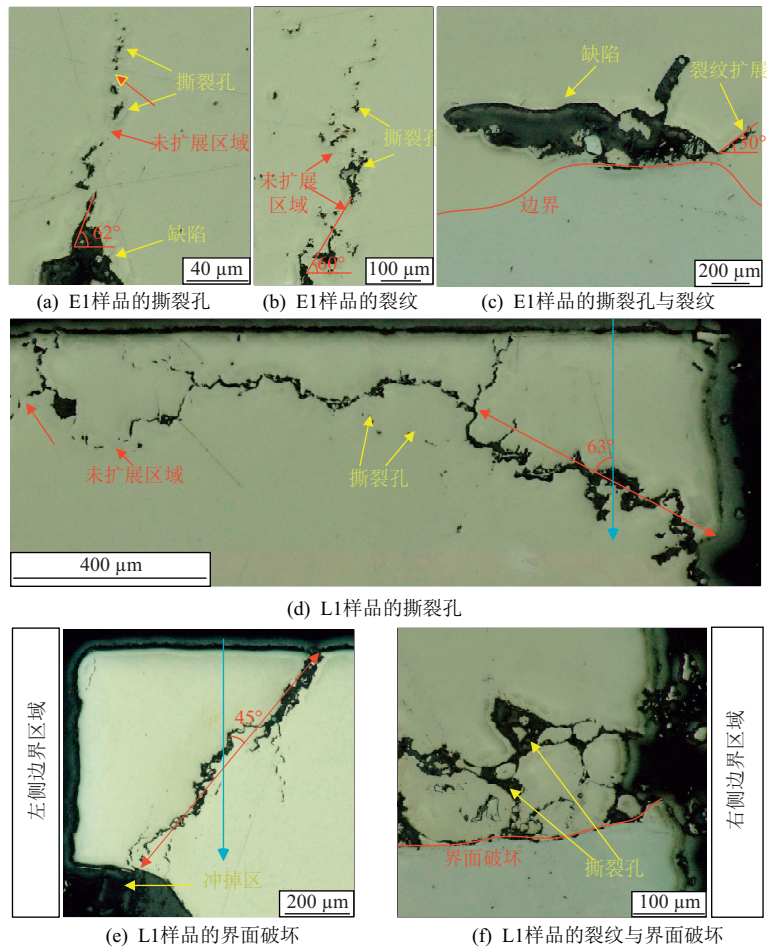 撕裂孔
未扩展区域
62°
缺陷
40 μm
撕裂孔
未扩展
区域
60°
100 μm
缺陷
裂纹扩展
30°
边界
200 μm
(a) E1样品的撕裂孔
(b) E1样品的裂纹
(c) E1样品的撕裂孔与裂纹
未扩展区域
撕裂孔
63°
400 μm
(d) L1样品的撕裂孔
左侧边界区域
45°
冲掉区
200 μm
界面破坏
撕裂孔
100 μm
右侧边界区域
(e) L1样品的界面破坏
(f) L1样品的裂纹与界面破坏